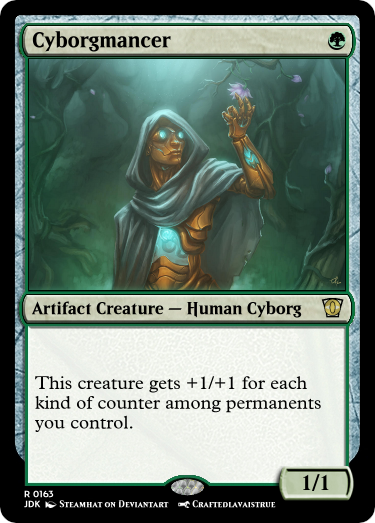 Cyborgmancer
Artifact Creature — Human Cyborg
This creature gets +1/+1 for each
kind of counter among permanents
you control.
1/1
R 0163
JDK STEAMHAT ON DEVIANTART CRAFTEDLAVAISTRUE